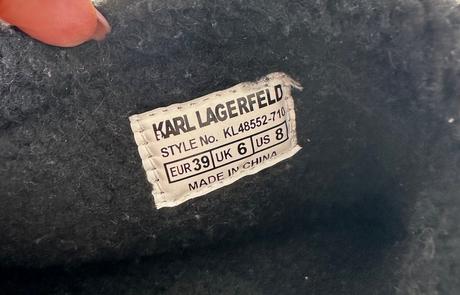 KARL LAGERFELD
STYLE No. KL48552-710
EUR 39 UK 6 US 8
MADE IN CHINA